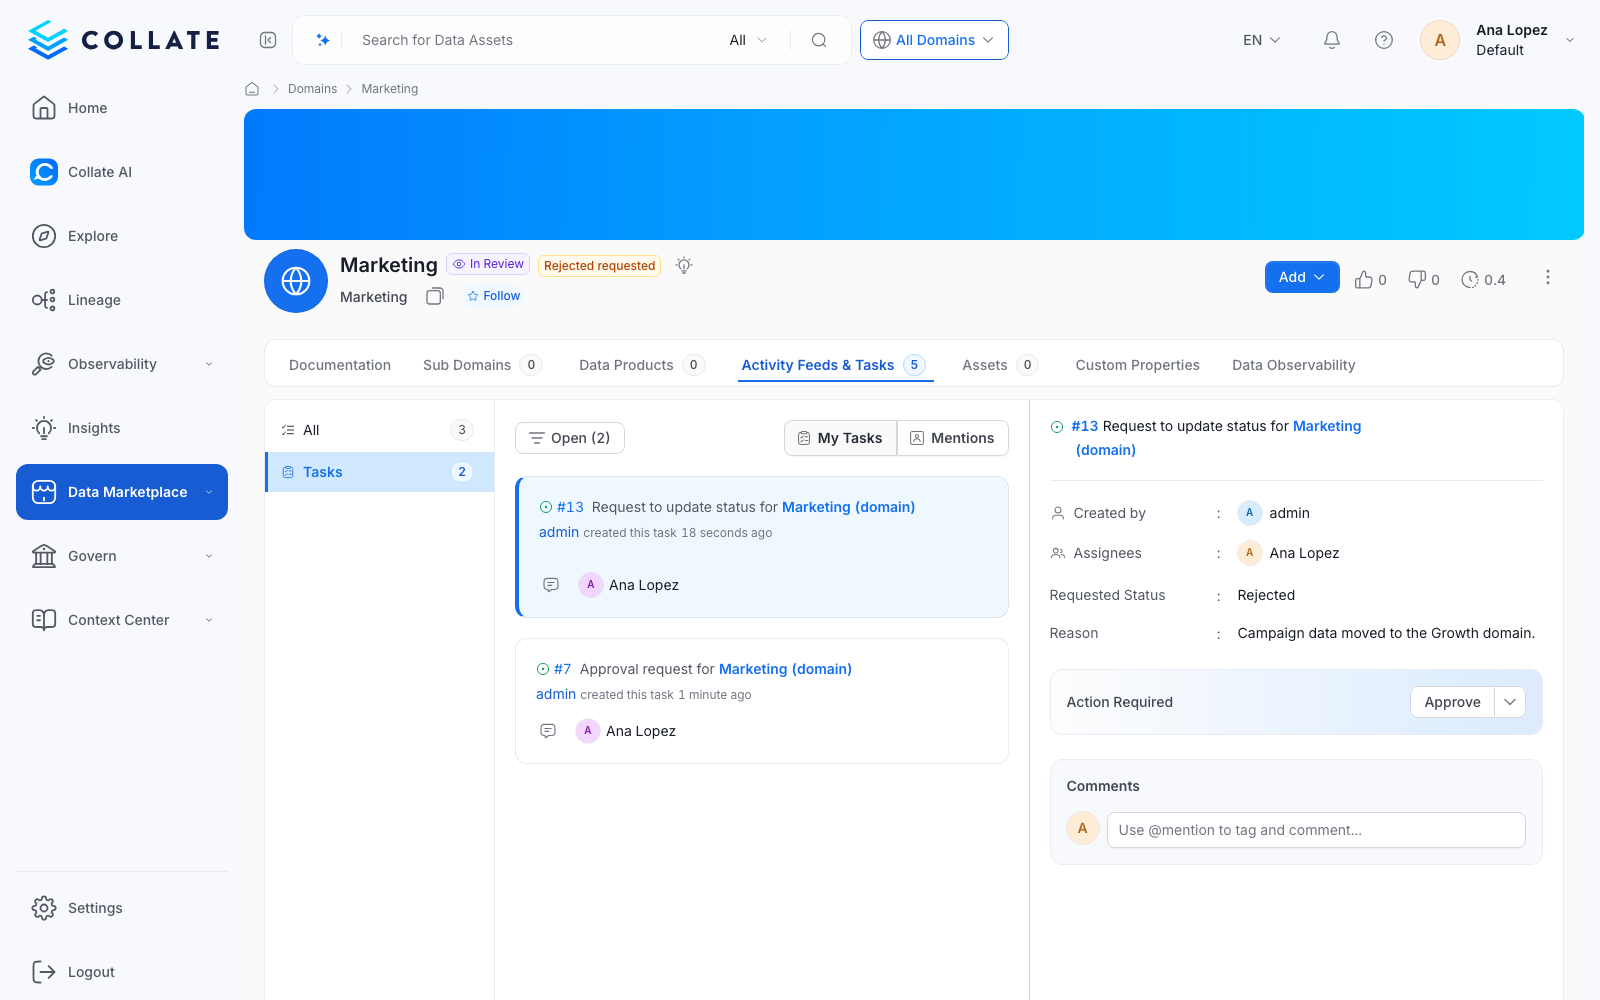 COLLATE
Search for Data Assets
All
All Domains
EN
A
Ana Lopez
Default
Domains
Marketing
Home
Collate AI
Explore
Lineage
Observability
Insights
Data Marketplace
Govern
Context Center
Settings
Logout
Marketing
In Review
Rejected requested
Marketing
Follow
Add
0
0
0.4
Documentation
Sub Domains 0
Data Products 0
Activity Feeds & Tasks 5
Assets 0
Custom Properties
Data Observability
All 3
Tasks 2
Open (2)
My Tasks
Mentions
#13 Request to update status for Marketing (domain)
admin created this task 18 seconds ago
A Ana Lopez
#7 Approval request for Marketing (domain)
admin created this task 1 minute ago
A Ana Lopez
#13 Request to update status for Marketing
(domain)
Created by : A admin
Assignees : A Ana Lopez
Requested Status : Rejected
Reason : Campaign data moved to the Growth domain.
Action Required
Approve
Comments
A
Use @mention to tag and comment...